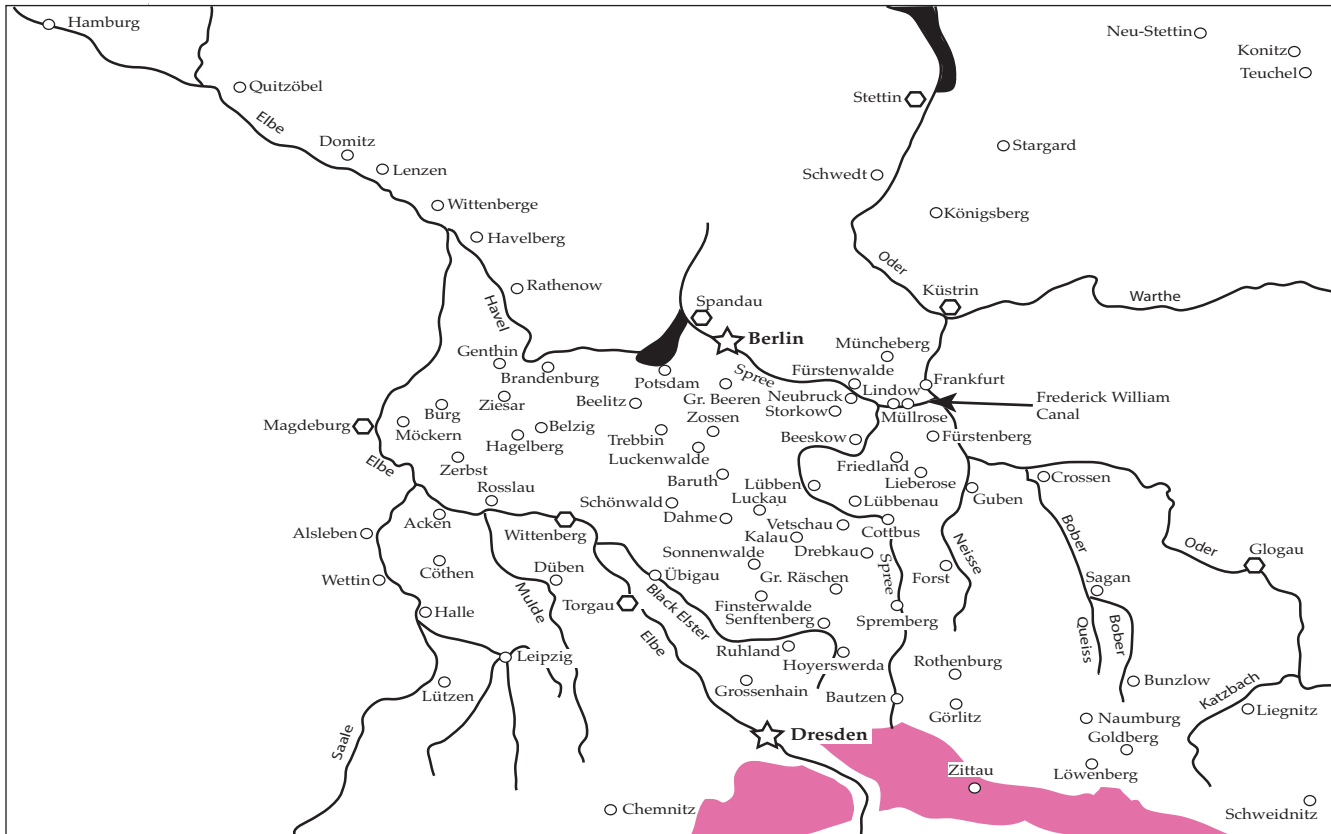 Hamburg
Neu-Stettin
Konitz
Teuchel
Quitzöbel
Stettin
Elbe
Domitz
Lenzen
Stargard
Schwedt
Wittenberge
Königsberg
Havelberg
Oder
Rathenow
Havel
Spandau
Küstrin
Warthe
Berlin
Müncheberg
Genthin
Brandenburg
Potsdam
Spree
Fürstenwalde
Frankfurt
Gr. Beeren
Neubruck
Lindow
Frederick William
Canal
Burg
Ziesar
Beelitz
Storkow
Müllrose
Magdeburg
Möckern
Belzig
Hagelberg
Trebbin
Zossen
Beeskow
Fürstenberg
Luckenwalde
Elbe
Zerbst
Friedland
Lieberose
Baruth
Crossen
Rosslau
Schönwald
Luckau
Lübben
Lübbenau
Guben
Alsleben
Acken
Wittenberg
Dahme
Vetschau
Kalau
Cottbus
Bober
Neisse
Oder
Glogau
Sonnenwalde
Drebkau
Wettin
Cöthen
Düben
Übigau
Gr. Räschen
Spree
Forst
Sagan
Halle
Mulde
Torgau
Black Elster
Finsterwalde
Senftenberg
Spremberg
Queiss
Bober
Elbe
Leipzig
Ruhland
Hoyerswerda
Rothenburg
Lützen
Grossenhain
Bautzen
Bunzlow
Katzbach
Görlitz
Naumburg
Liegnitz
Saale
Dresden
Goldberg
Zittau
Löwenberg
Chemnitz
Schweidnitz